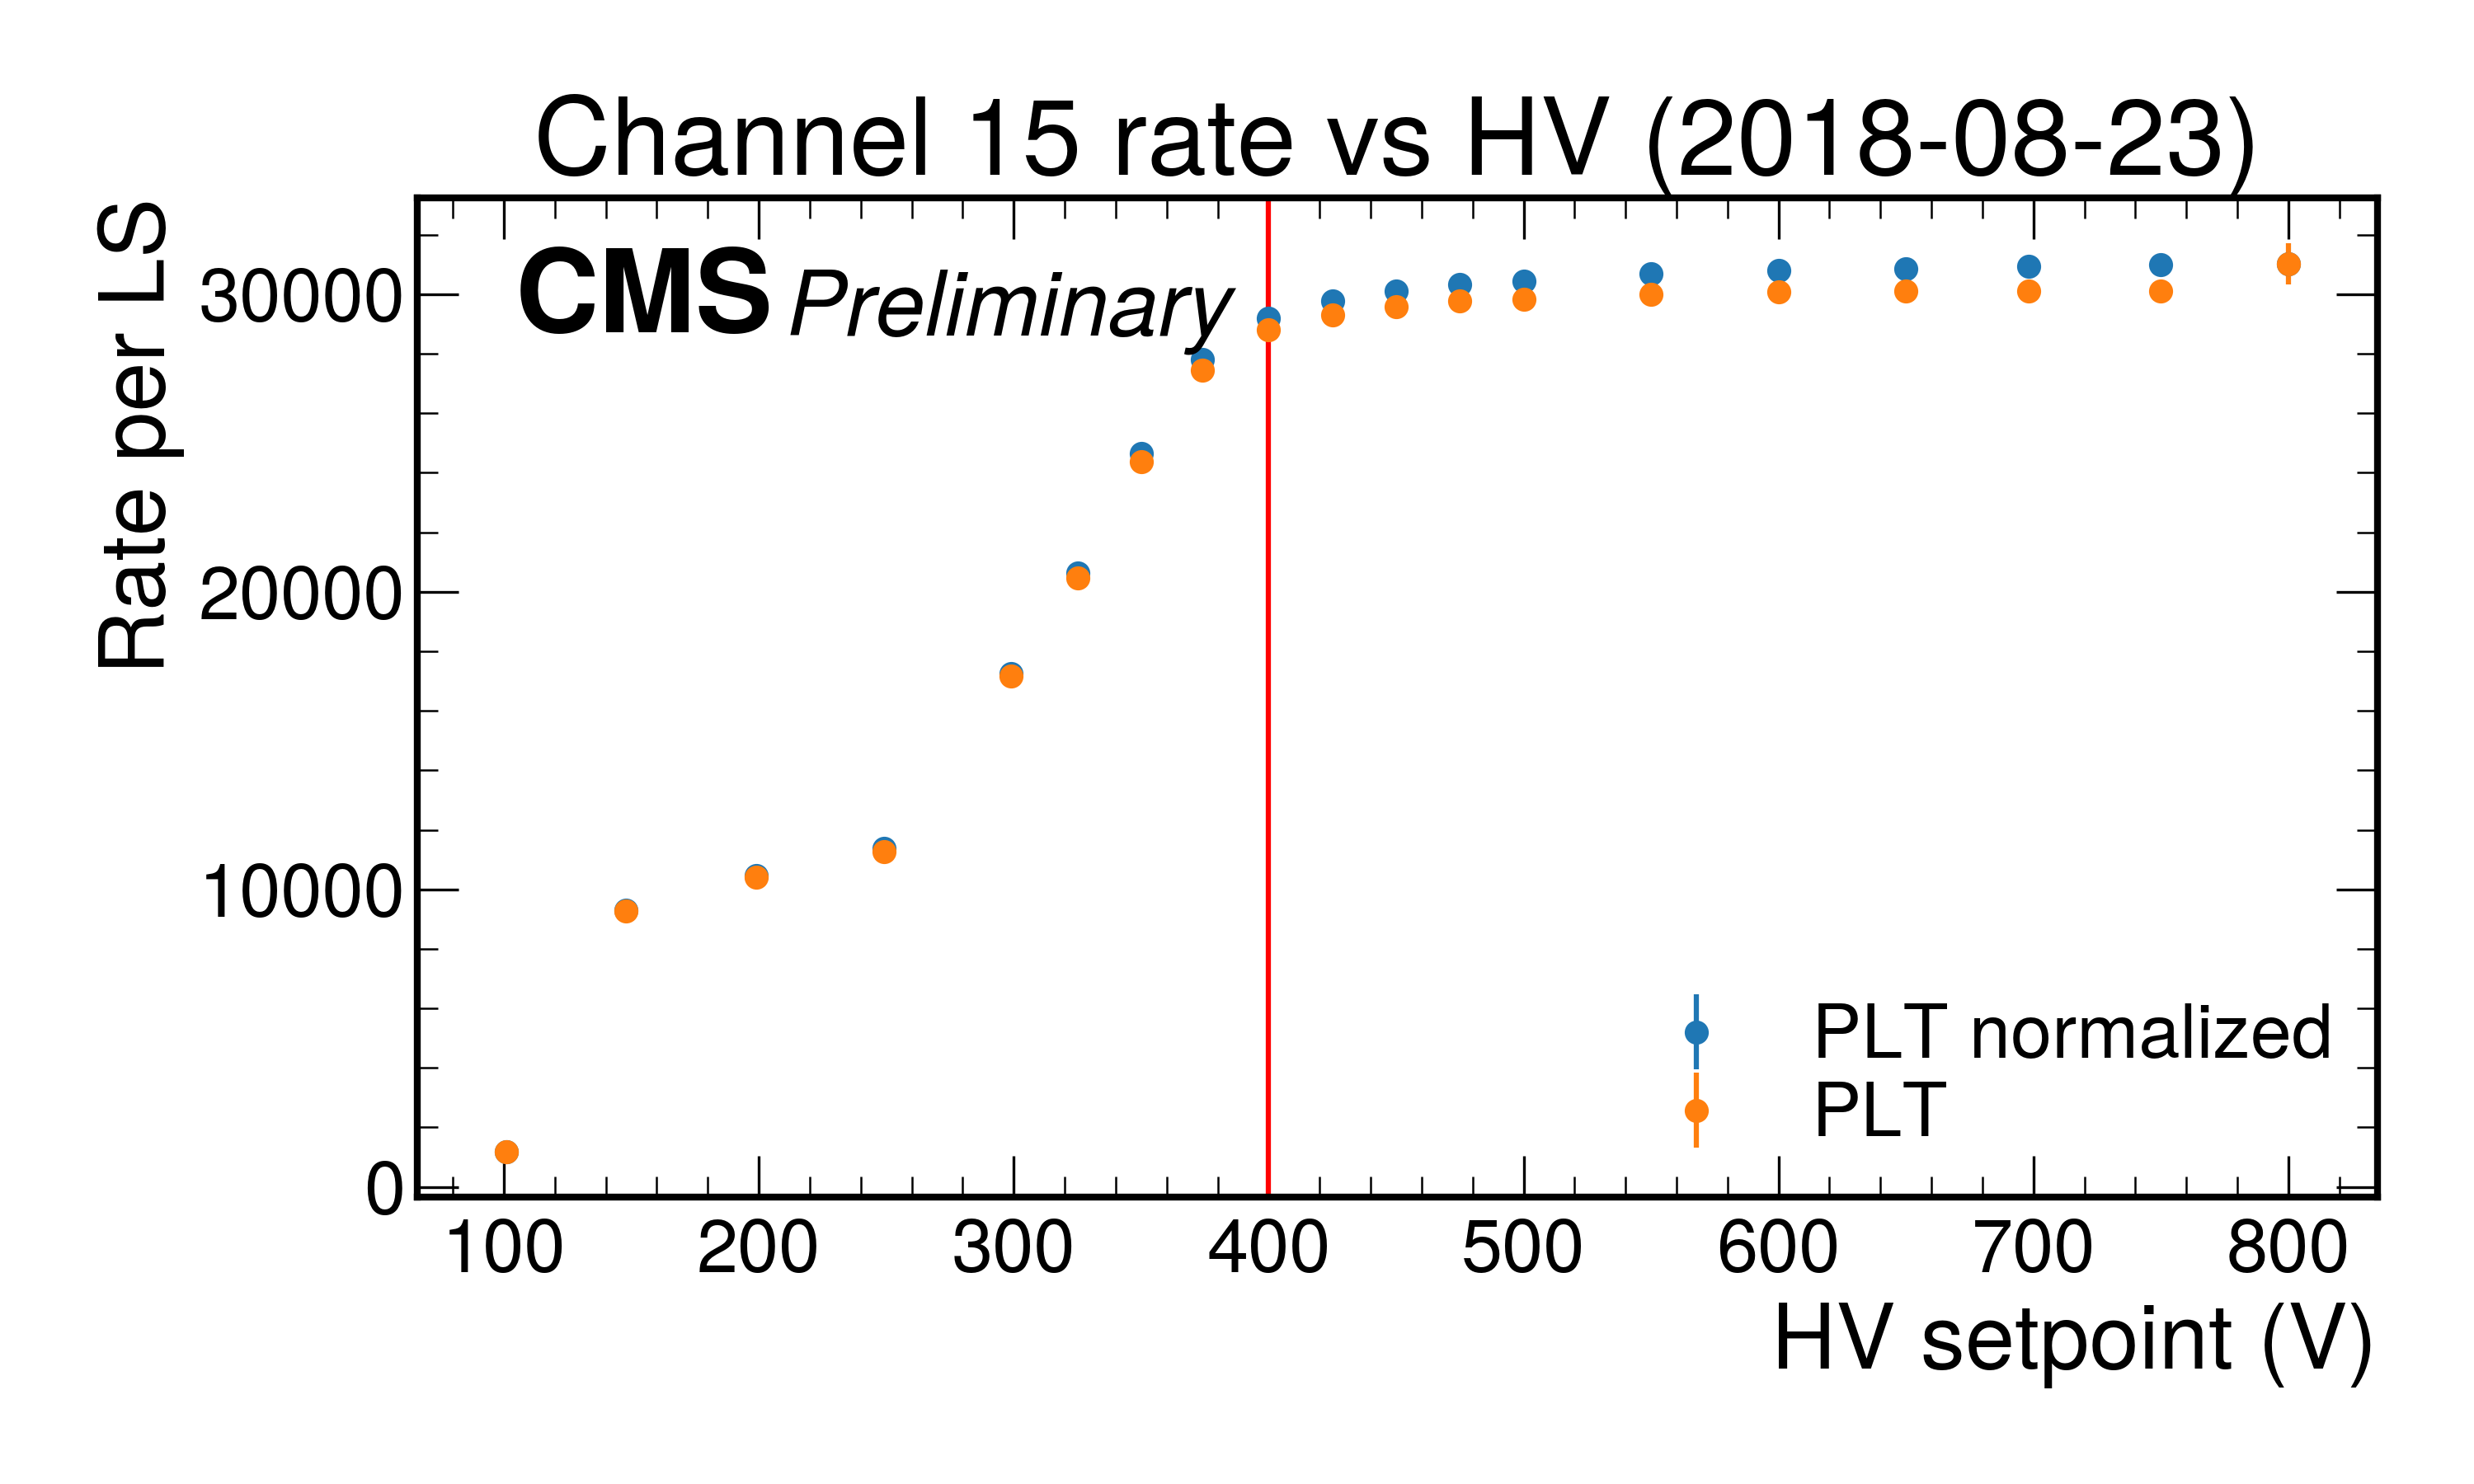 Channel 15 rate vs HV (2018-08-23)
CMS Preliminary
Rate per LS
30000
20000
10000
0
PLT normalized
PLT
100 200 300 400 500 600 700 800
HV setpoint (V)